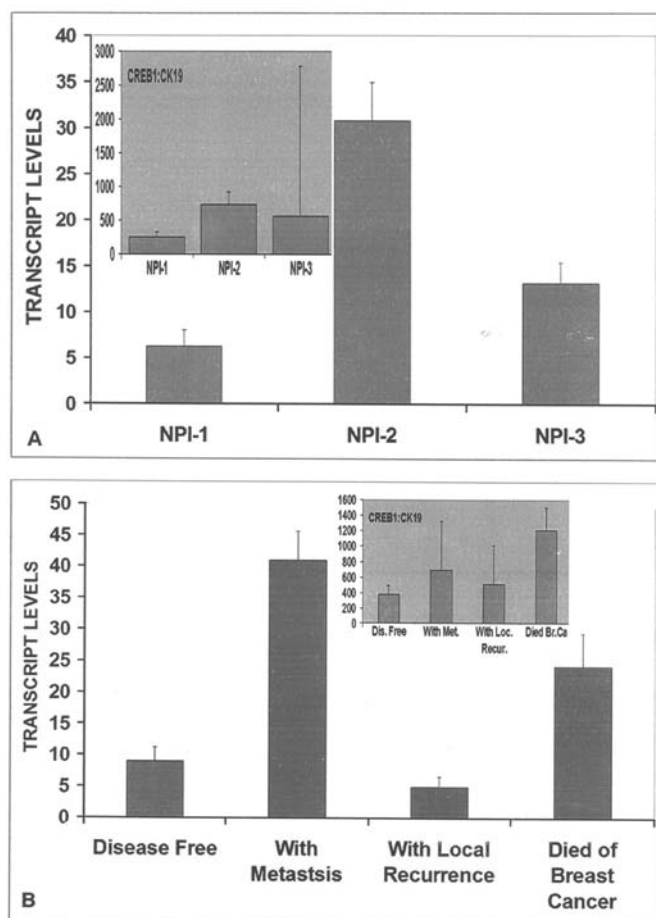 40
35
30
25
20
15
10
5
0
TRANSCRIPT LEVELS
3000
2500
2000
1500
1000
500
0
CREB1:CK19
NPI-1 NPI-2 NPI-3
NPI-1 NPI-2 NPI-3
A
50
45
40
35
30
25
20
15
10
5
0
TRANSCRIPT LEVELS
1600
1400
1200
1000
800
600
400
200
0
CREB1:CK19
Dis. Free With Met. With Loc. Died Br.Ca
Recur.
Disease Free With With Local Died of
Metastsis Recurrence Breast
Cancer
B